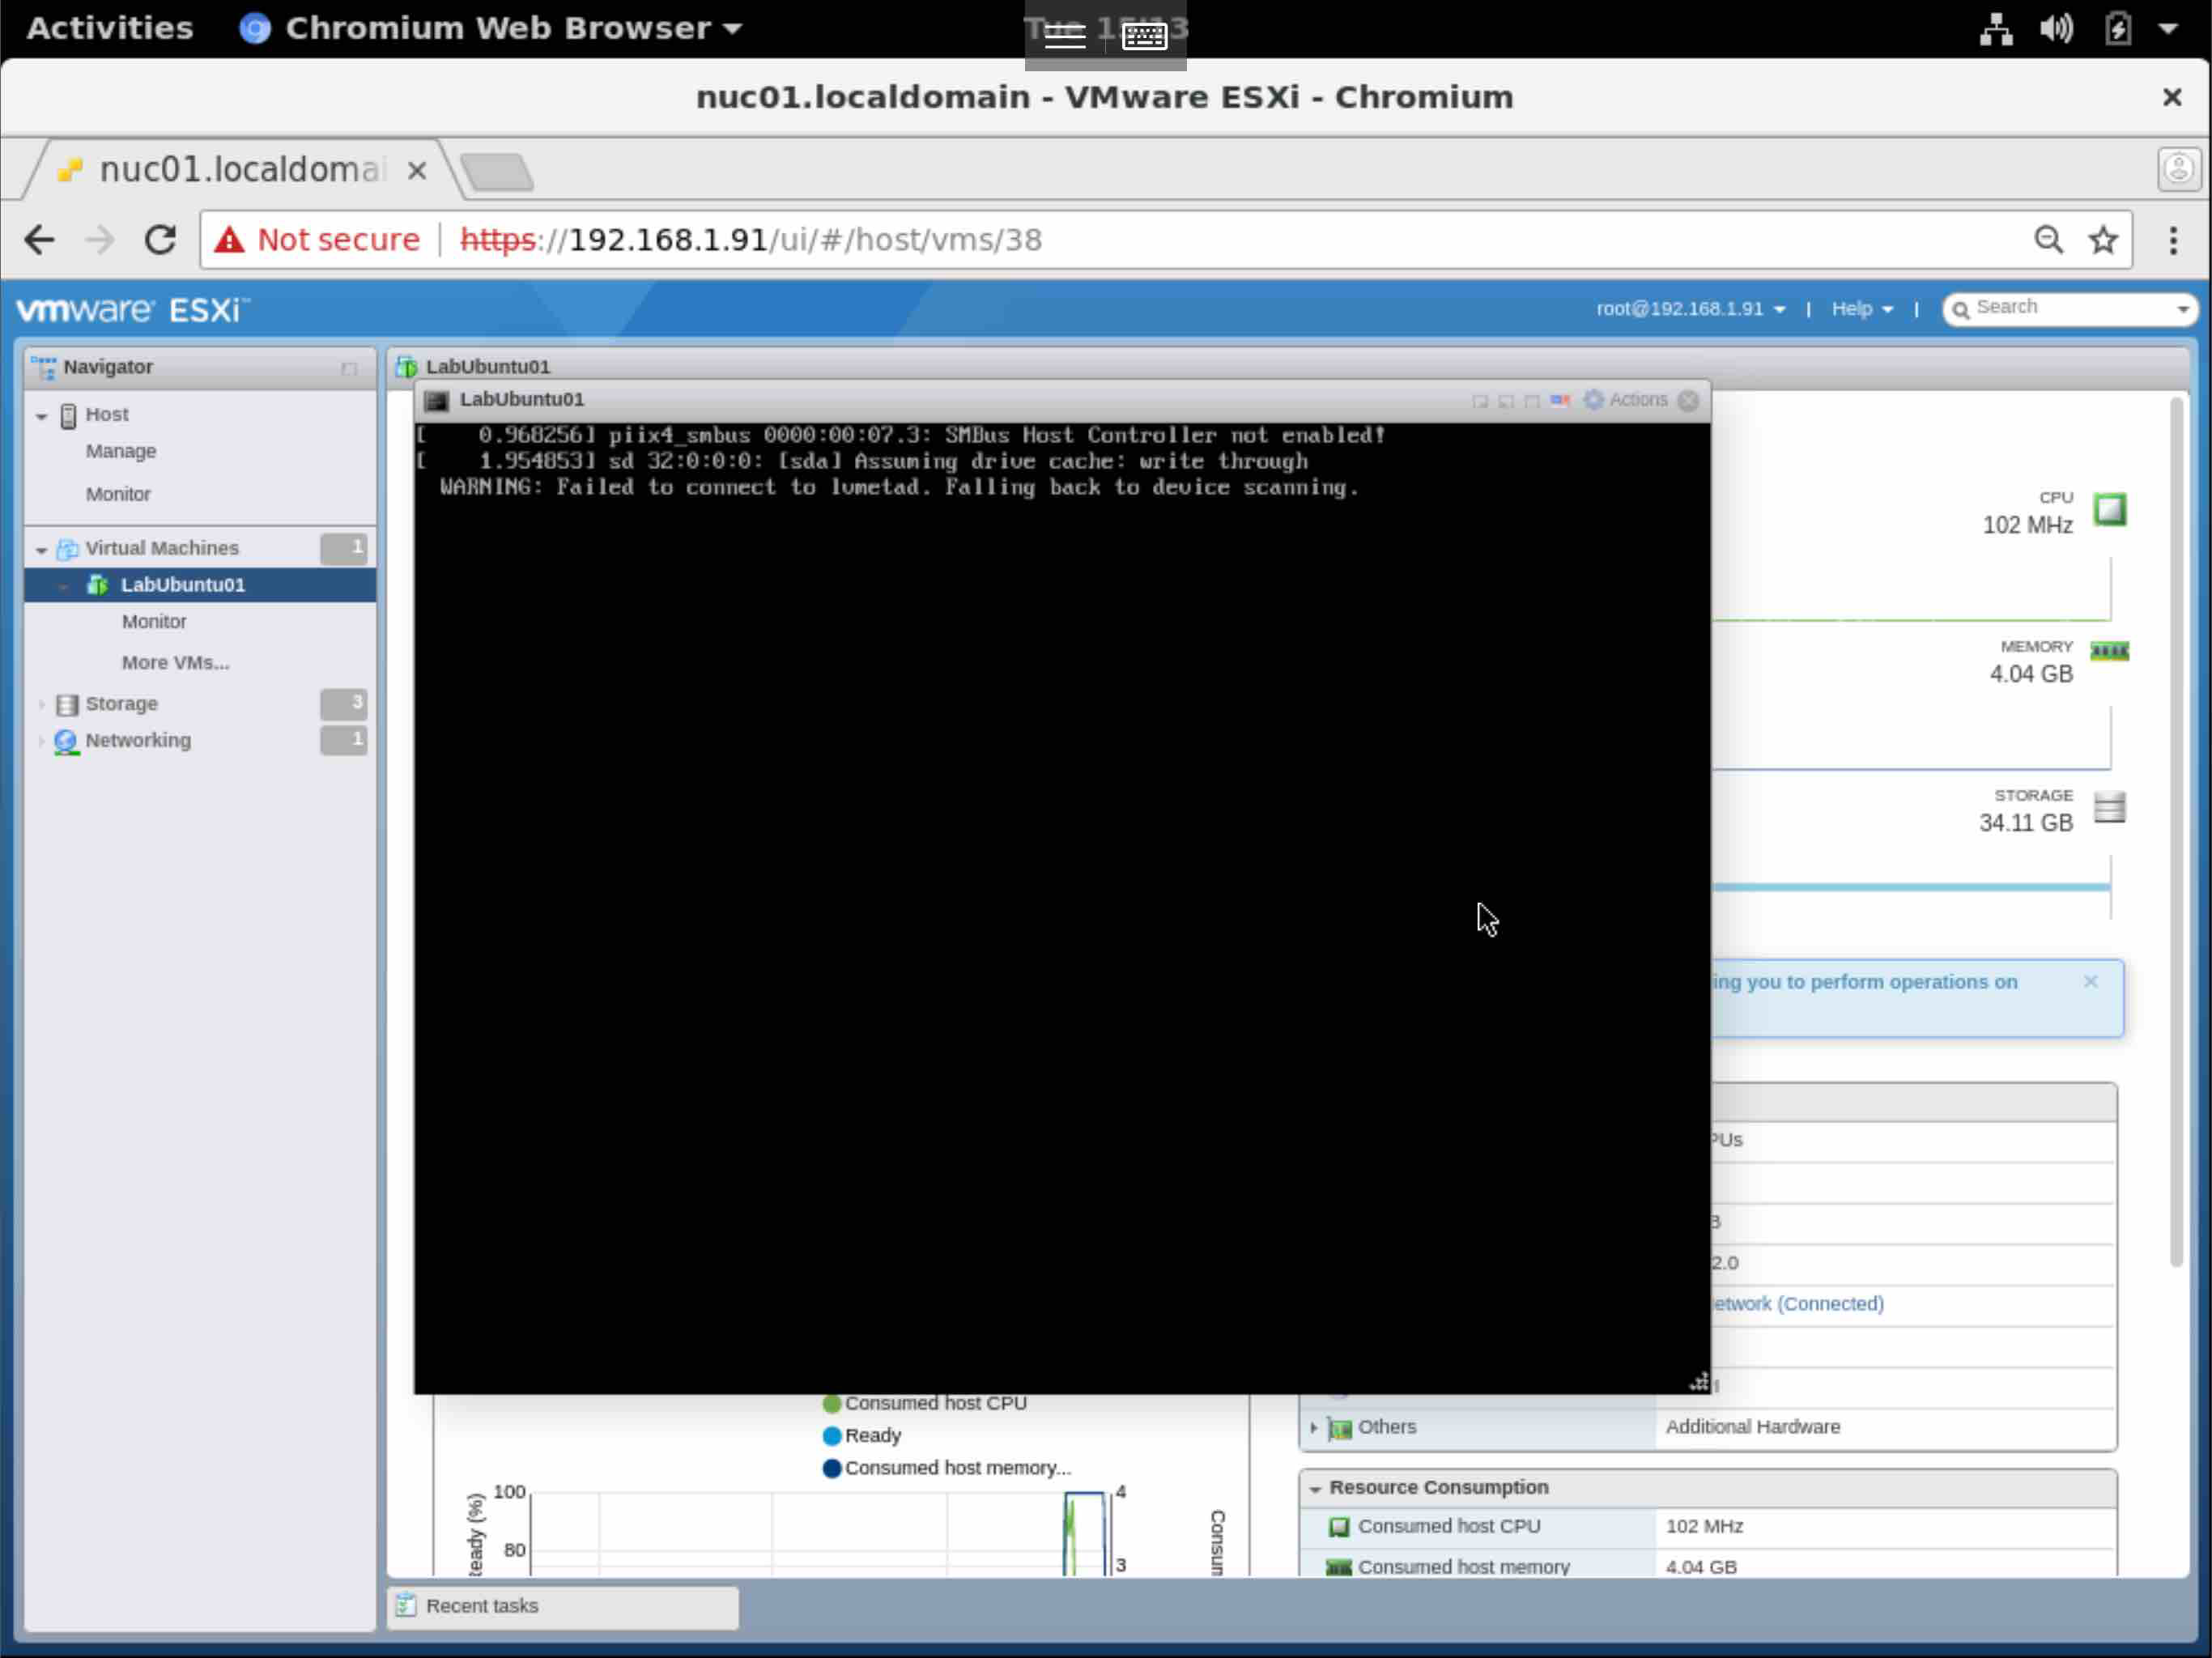 Activities
Chromium Web Browser
Tue 15:13
nuc01.localdomain - VMware ESXi - Chromium
nuc01.localdomai
Not secure
https://192.168.1.91/ui/#/host/vms/38
vmware ESXi
root@192.168.1.91
Help
Search
Navigator
Host
Manage
Monitor
Virtual Machines 1
LabUbuntu01
Monitor
More VMs...
Storage 3
Networking 1
LabUbuntu01
LabUbuntu01
Actions
[    0.968256] piix4_smbus 0000:00:07.3: SMBus Host Controller not enabled!
[    1.954853] sd 32:0:0:0: [sda] Assuming drive cache: write through
WARNING: Failed to connect to lvmetad. Falling back to device scanning.
CPU
102 MHz
MEMORY
4.04 GB
STORAGE
34.11 GB
ing you to perform operations on
PUs
B
2.0
etwork (Connected)
Others
Additional Hardware
Consumed host CPU
Ready
Consumed host memory...
100
80
4
3
Ready (%)
Consum
Resource Consumption
Consumed host CPU
102 MHz
Consumed host memory
4.04 GB
Recent tasks